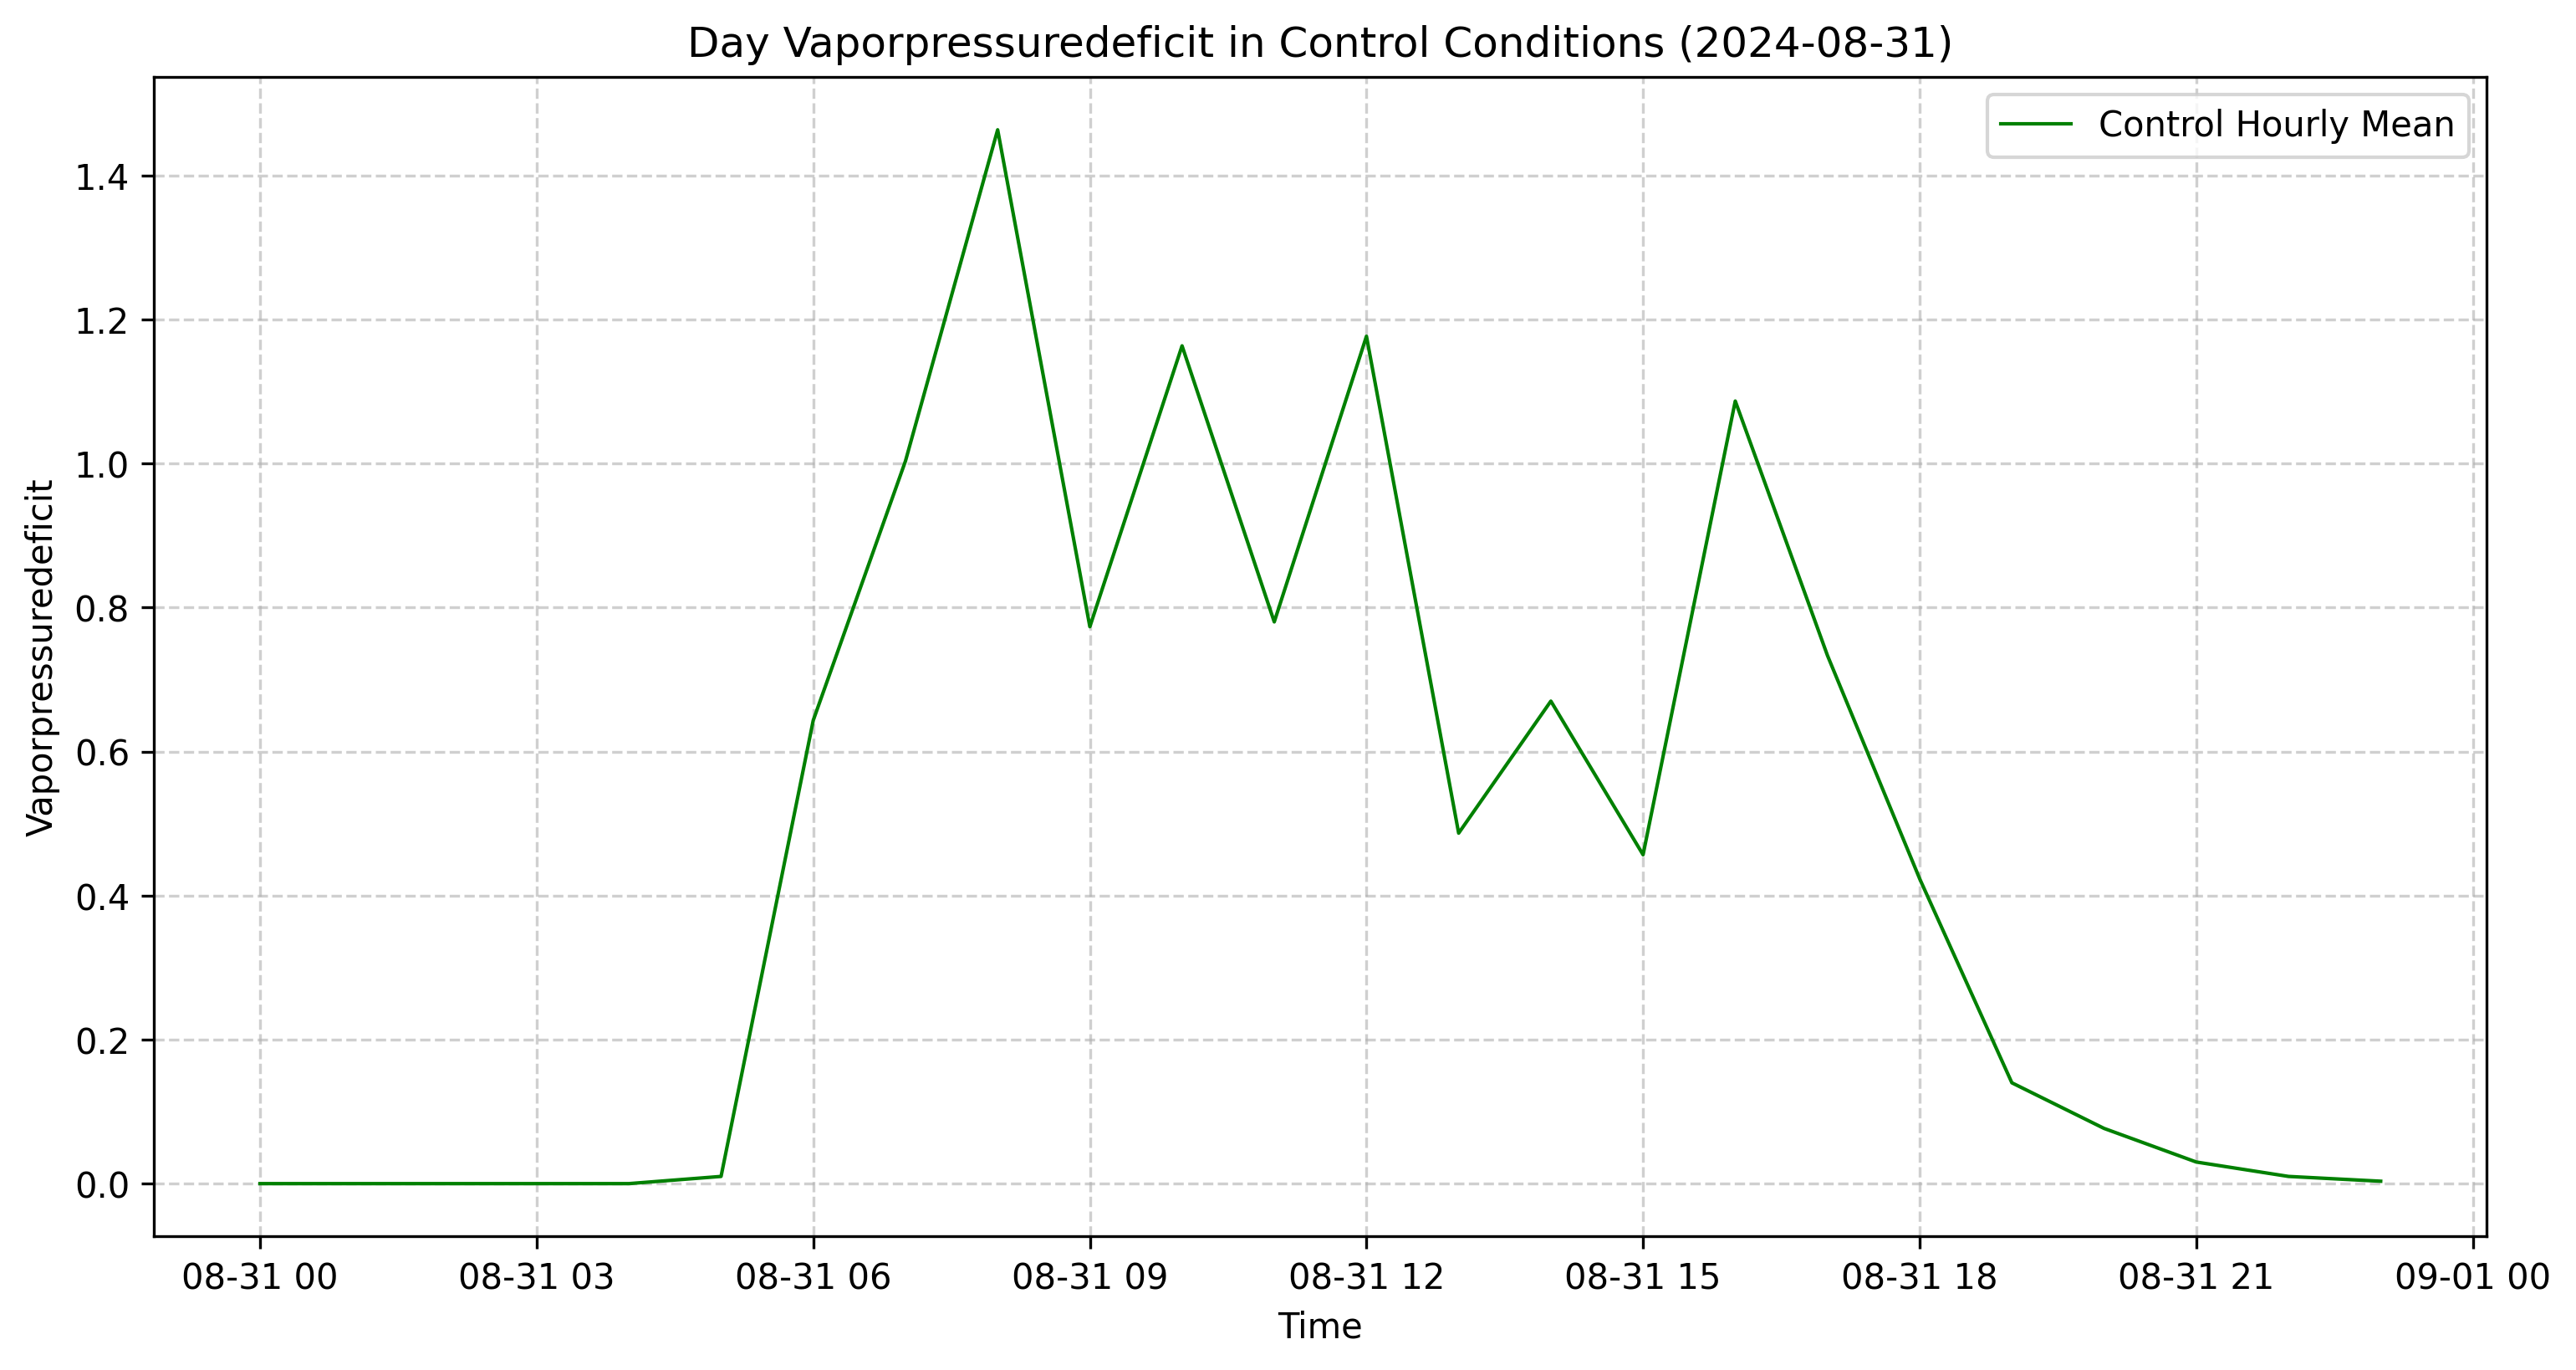 Day Vaporpressuredeficit in Control Conditions (2024-08-31)
Control Hourly Mean
Vaporpressuredeficit
1.4
1.2
1.0
0.8
0.6
0.4
0.2
0.0
08-31 00 08-31 03 08-31 06 08-31 09 08-31 12 08-31 15 08-31 18 08-31 21 09-01 00
Time